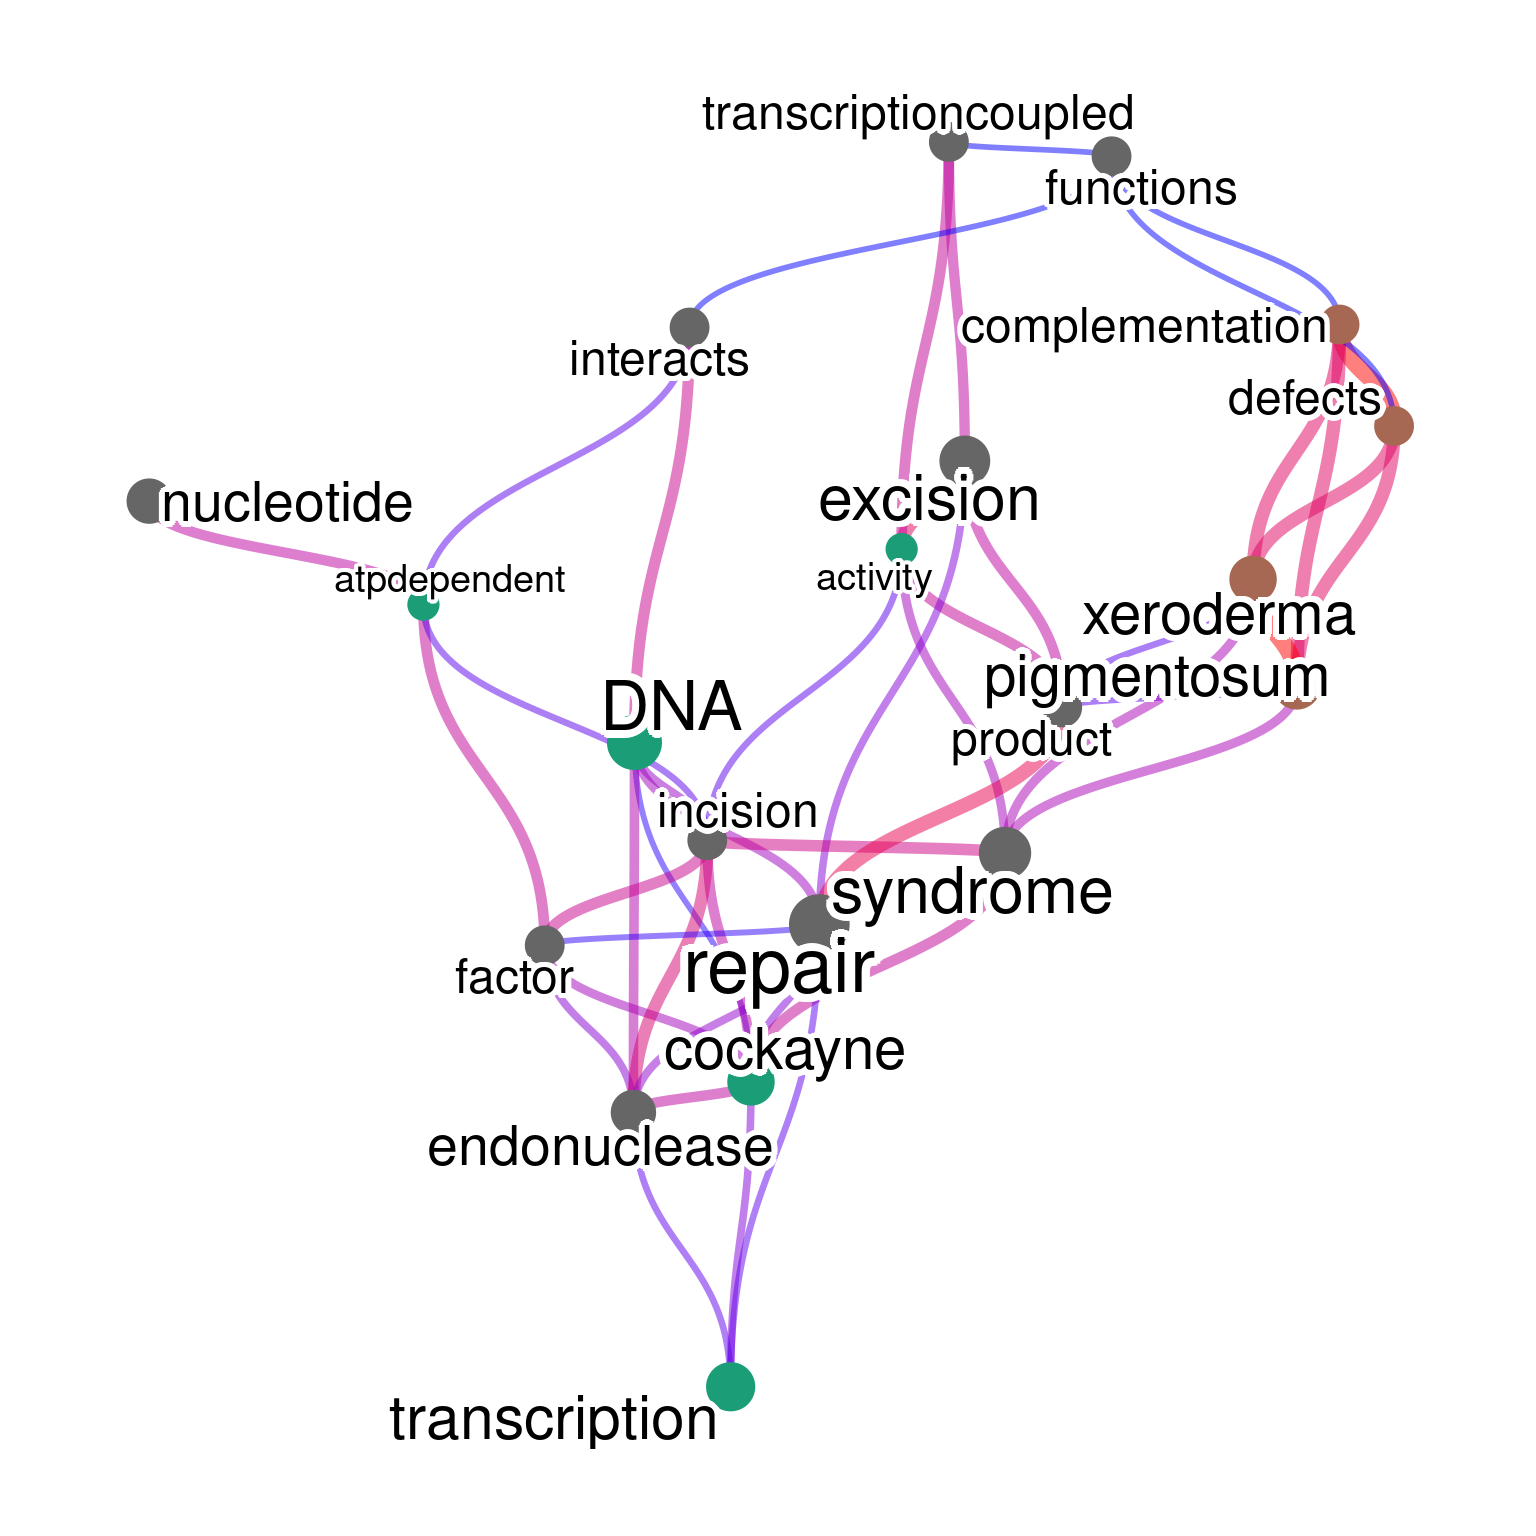 transcriptioncoupled
functions
complementation
interacts
defects
nucleotide
excision
atpdependent
activity
xeroderma
pigmentosum
DNA
product
incision
syndrome
repair
factor
cockayne
endonuclease
transcription